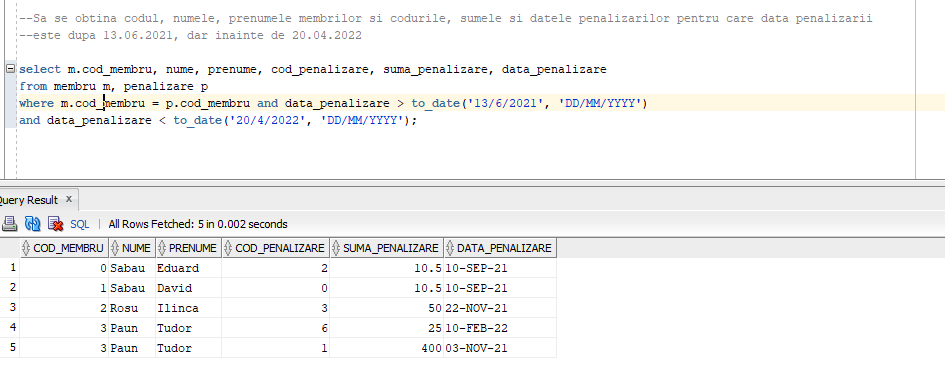 --Sa se obtina codul, numele, prenumele membrilor si codurile, sumele si datele penalizarilor pentru care data penalizarii
--este dupa 13.06.2021, dar inainte de 20.04.2022
select m.cod_membru, nume, prenume, cod_penalizare, suma_penalizare, data_penalizare
from membru m, penalizare p
where m.cod_membru = p.cod_membru and data_penalizare > to_date('13/6/2021', 'DD/MM/YYYY')
and data_penalizare < to_date('20/4/2022', 'DD/MM/YYYY');
Query Result x
SQL | All Rows Fetched: 5 in 0.002 seconds
COD_MEMBRU NUME PRENUME COD_PENALIZARE SUMA_PENALIZARE DATA_PENALIZARE
1 0 Sabau Eduard 2 10.5 10-SEP-21
2 1 Sabau David 0 10.5 10-SEP-21
3 2 Rosu Ilinca 3 50 22-NOV-21
4 3 Paun Tudor 6 25 10-FEB-22
5 3 Paun Tudor 1 400 03-NOV-21